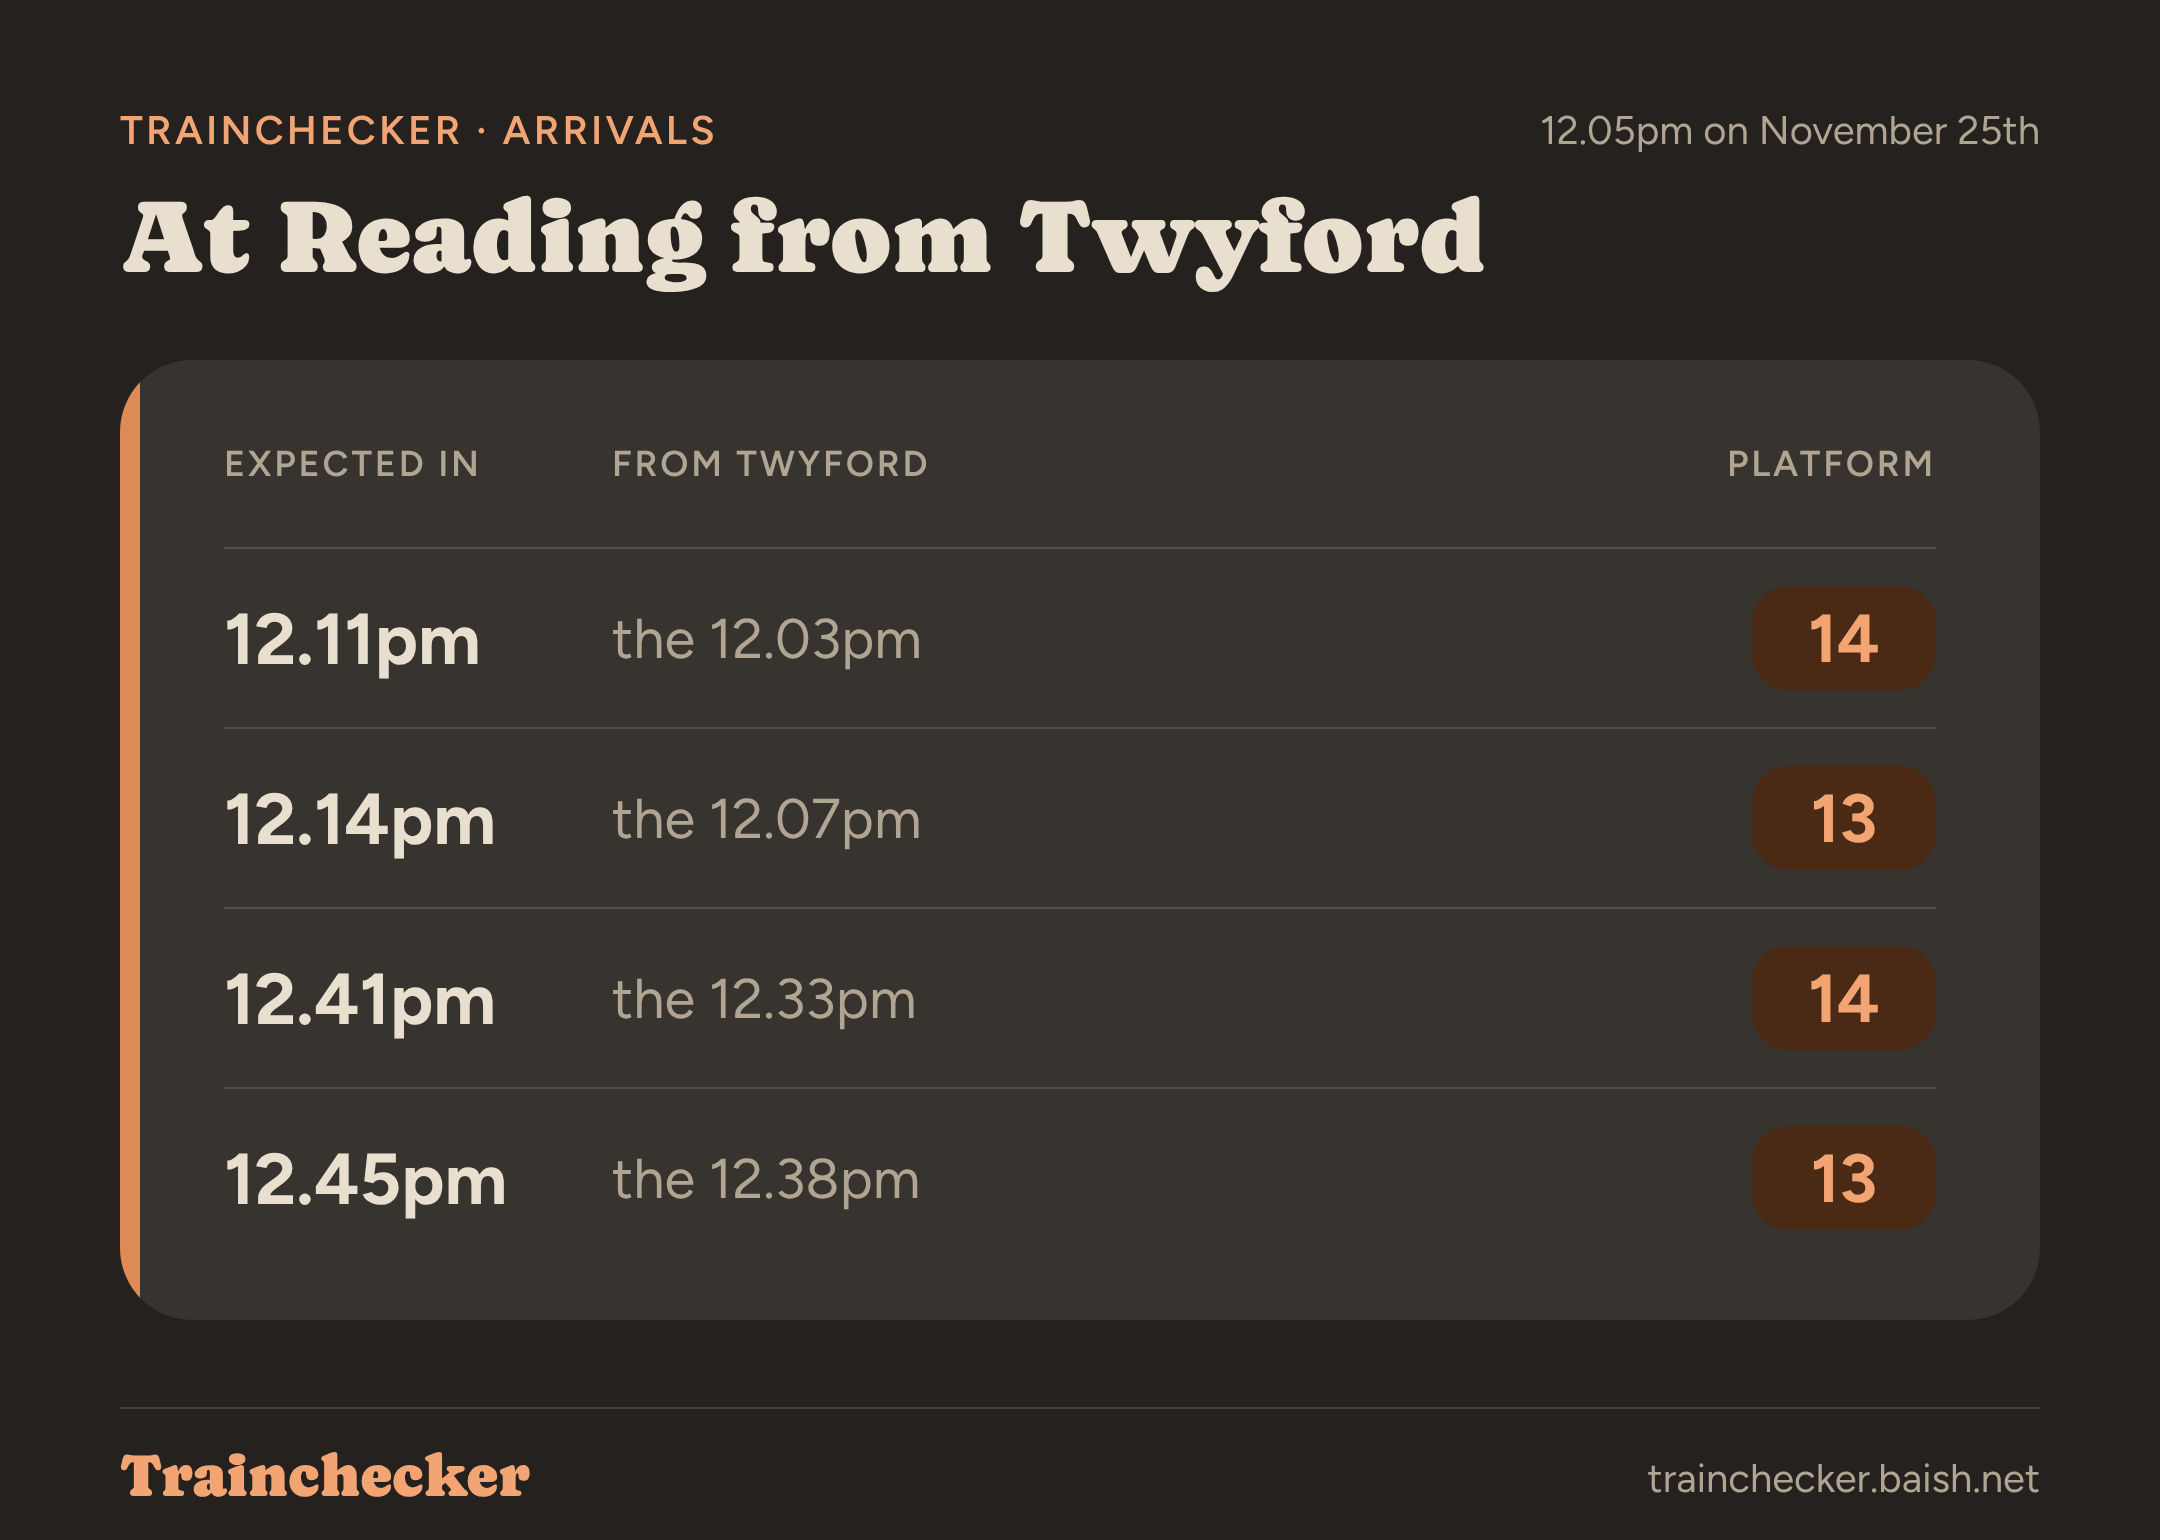 TRAINCHECKER · ARRIVALS 12.05pm on November 25th
At Reading from Twyford
EXPECTED IN FROM TWYFORD PLATFORM
12.11pm the 12.03pm 14
12.14pm the 12.07pm 13
12.41pm the 12.33pm 14
12.45pm the 12.38pm 13
Trainchecker trainchecker.baish.net